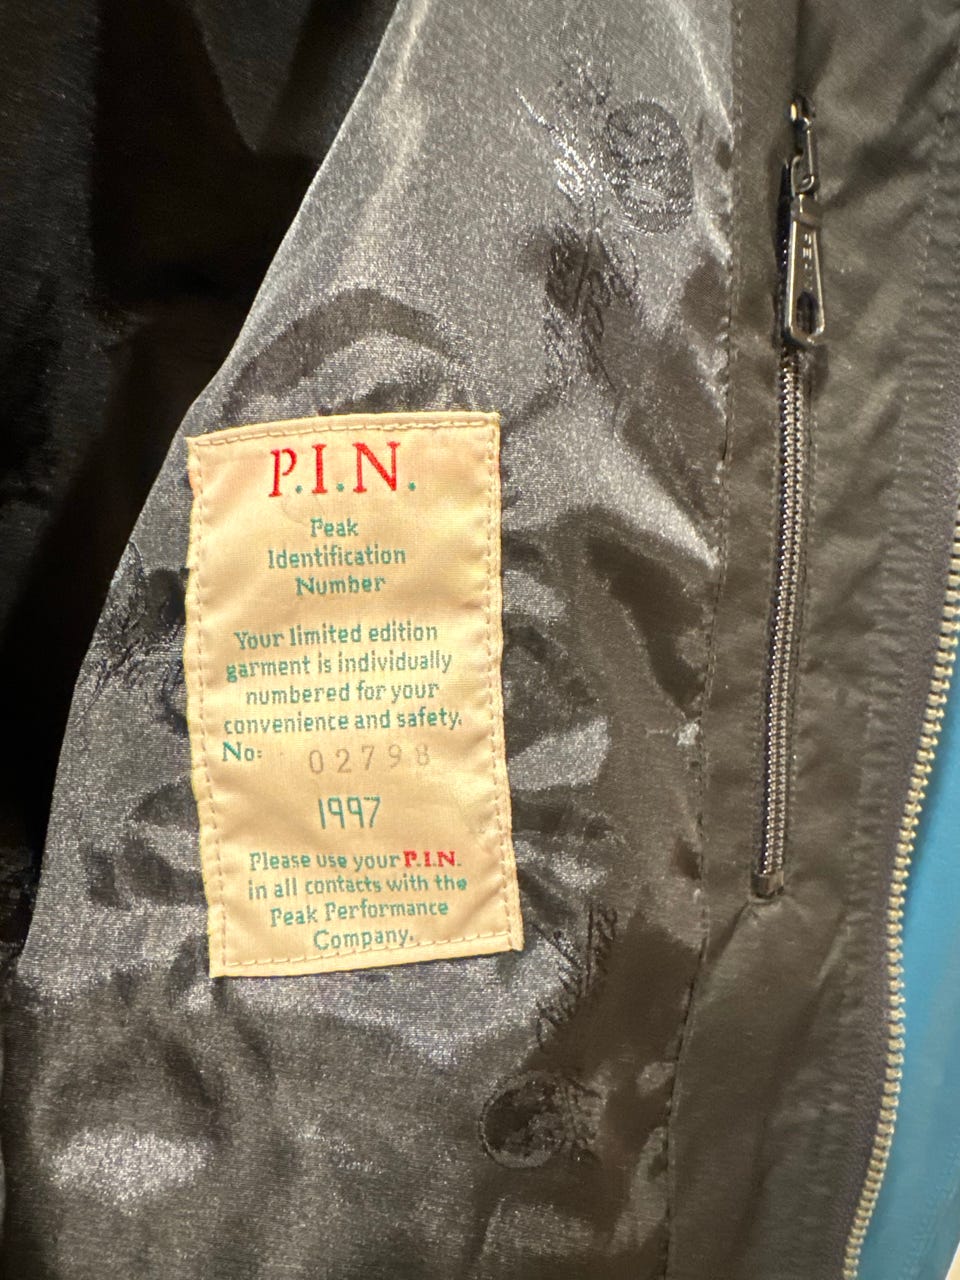 P.I.N.
Peak
Identification
Number
Your limited edition
garment is individually
numbered for your
convenience and safety.
No: 02798
1997
Please use your P.I.N.
in all contacts with the
Peak Performance
Company.